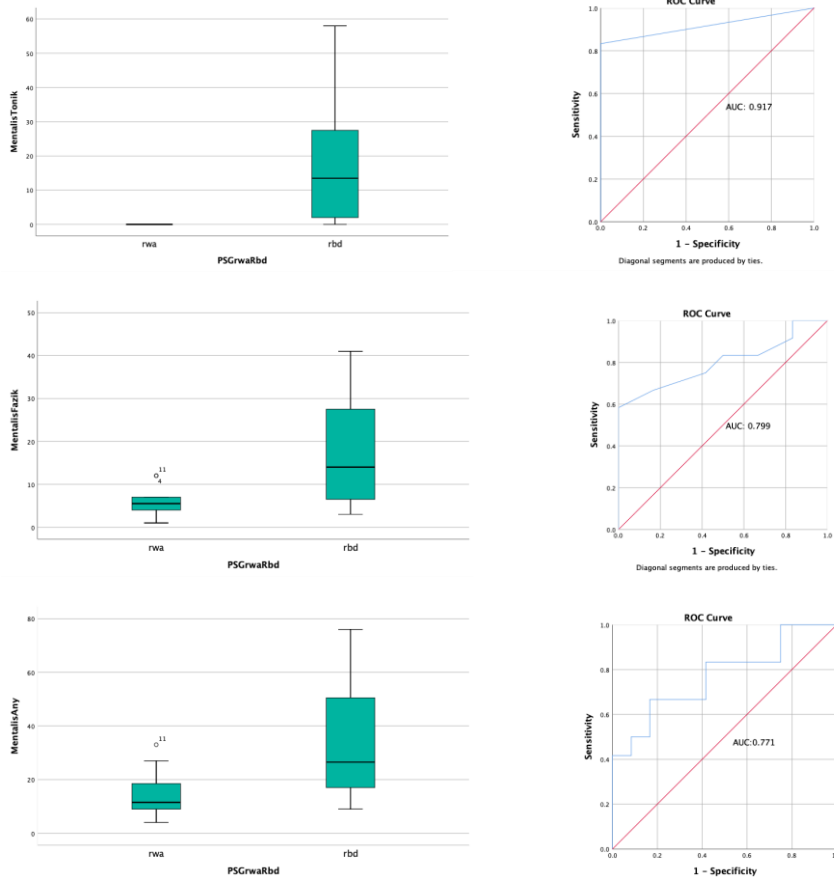 60
50
40
30
20
10
0
MentalisTonik
rwa
rbd
PSGrwaRbd
ROC Curve
1.0
0.8
0.6
0.4
0.2
0.0
Sensitivity
AUC: 0.917
0.0 0.2 0.4 0.6 0.8 1.0
1 - Specificity
Diagonal segments are produced by ties.
50
40
30
20
10
0
MentalisFazik
11
4
rwa
rbd
PSGrwaRbd
ROC Curve
1.0
0.8
0.6
0.4
0.2
0.0
Sensitivity
AUC: 0.799
0.0 0.2 0.4 0.6 0.8 1.0
1 - Specificity
Diagonal segments are produced by ties.
80
60
40
20
0
MentalisAny
11
rwa
rbd
PSGrwaRbd
ROC Curve
1.0
0.8
0.6
0.4
0.2
0.0
Sensitivity
AUC:0.771
0.0 0.2 0.4 0.6 0.8
1 - Specificity